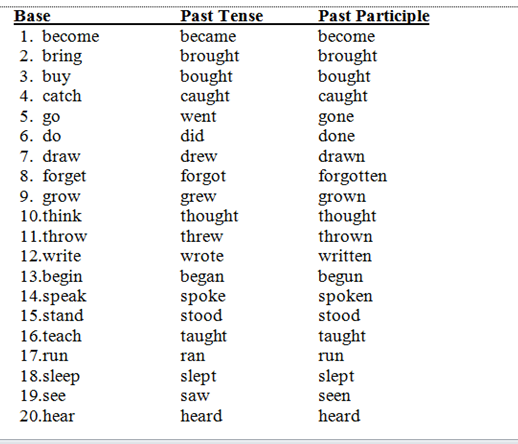 Base Past Tense Past Participle
1. become became become
2. bring brought brought
3. buy bought bought
4. catch caught caught
5. go went gone
6. do did done
7. draw drew drawn
8. forget forgot forgotten
9. grow grew grown
10.think thought thought
11.throw threw thrown
12.write wrote written
13.begin began begun
14.speak spoke spoken
15.stand stood stood
16.teach taught taught
17.run ran run
18.sleep slept slept
19.see saw seen
20.hear heard heard